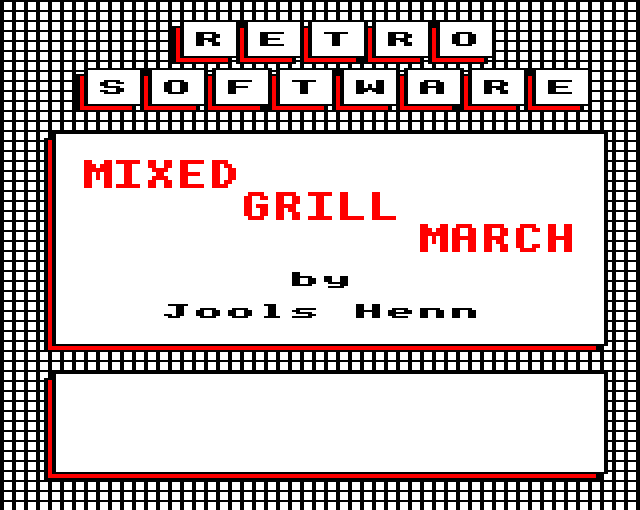 RETRO
SOFTWARE
MIXED
GRILL
MARCH
by
Jools Henn